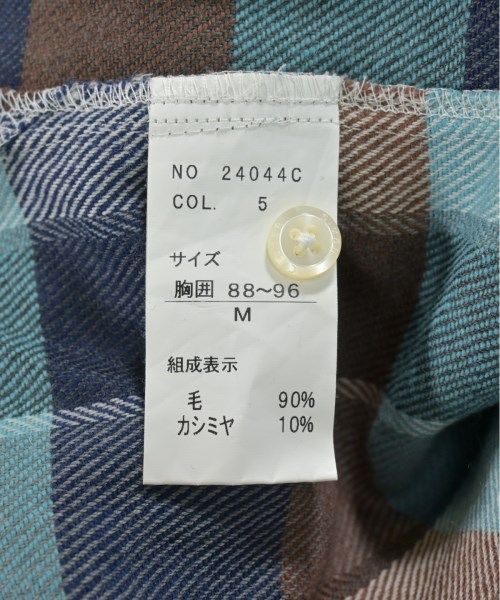 NO 24044C
COL. 5
サイズ
胸囲 88～96
M
組成表示
毛 90%
カシミヤ 10%